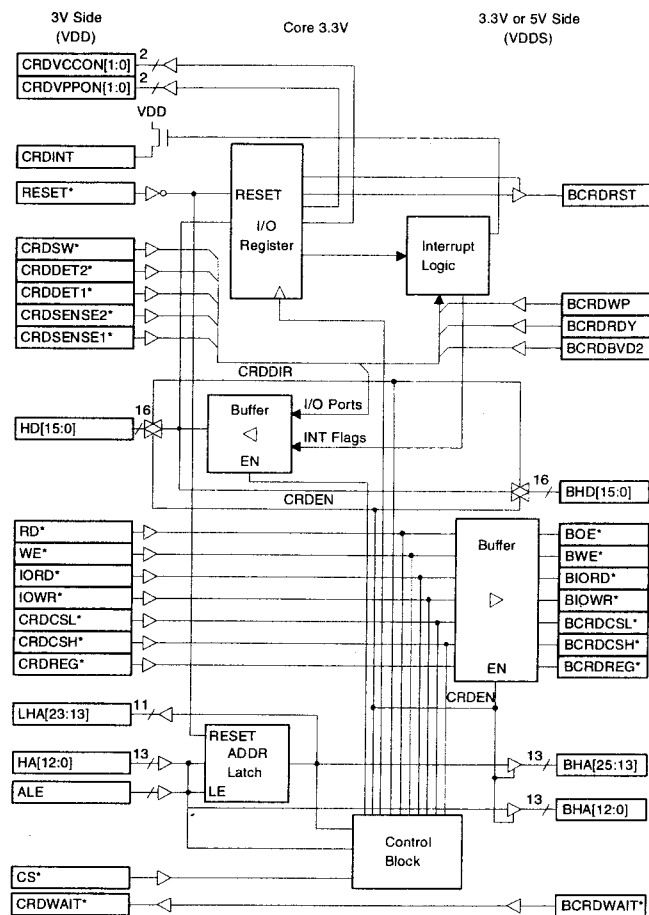 3V Side
(VDD)
Core 3.3V
3.3V or 5V Side
(VDDS)
CRDVCCON[1:0]
2
CRDVPPON[1:0]
2
VDD
CRDINT
RESET*
RESET
I/O
Register
BCRDRST
Interrupt
Logic
CRDSW*
CRDDET2*
CRDDET1*
CRDSENSE2*
CRDSENSE1*
BCRDWP
BCRDRDY
BCRDBVD2
CRDDIR
I/O Ports
HD[15:0]
16
Buffer
INT Flags
EN
16
BHD[15:0]
CRDEN
RD*
WE*
IORD*
IOWR*
CRDCSL*
CRDCSH*
CRDREG*
Buffer
EN
BOE*
BWE*
BIORD*
BIOWR*
BCRDCSL*
BCRDCSH*
BCRDREG*
CRDEN
LHA[23:13]
11
HA[12:0]
13
ALE
RESET
ADDR
Latch
LE
13
BHA[25:13]
13
BHA[12:0]
Control
Block
CS*
CRDWAIT*
BCRDWAIT*